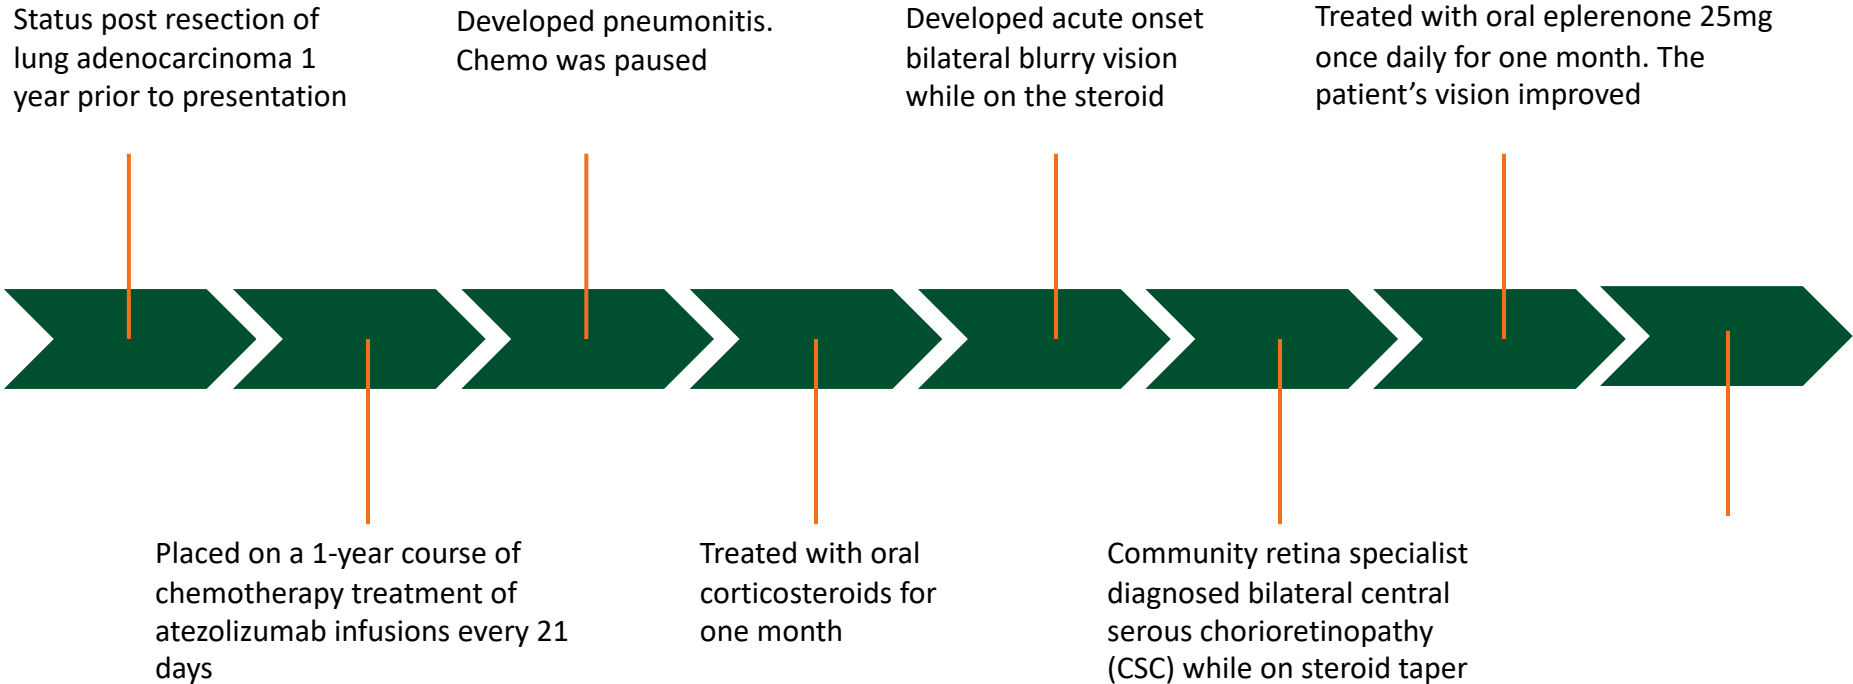 Status post resection of
lung adenocarcinoma 1
year prior to presentation
Placed on a 1-year course of
chemotherapy treatment of
atezolizumab infusions every 21
days
Developed pneumonitis.
Chemo was paused
Treated with oral
corticosteroids for
one month
Developed acute onset
bilateral blurry vision
while on the steroid
Community retina specialist
diagnosed bilateral central
serous chorioretinopathy
(CSC) while on steroid taper
Treated with oral eplerenone 25mg
once daily for one month. The
patient’s vision improved